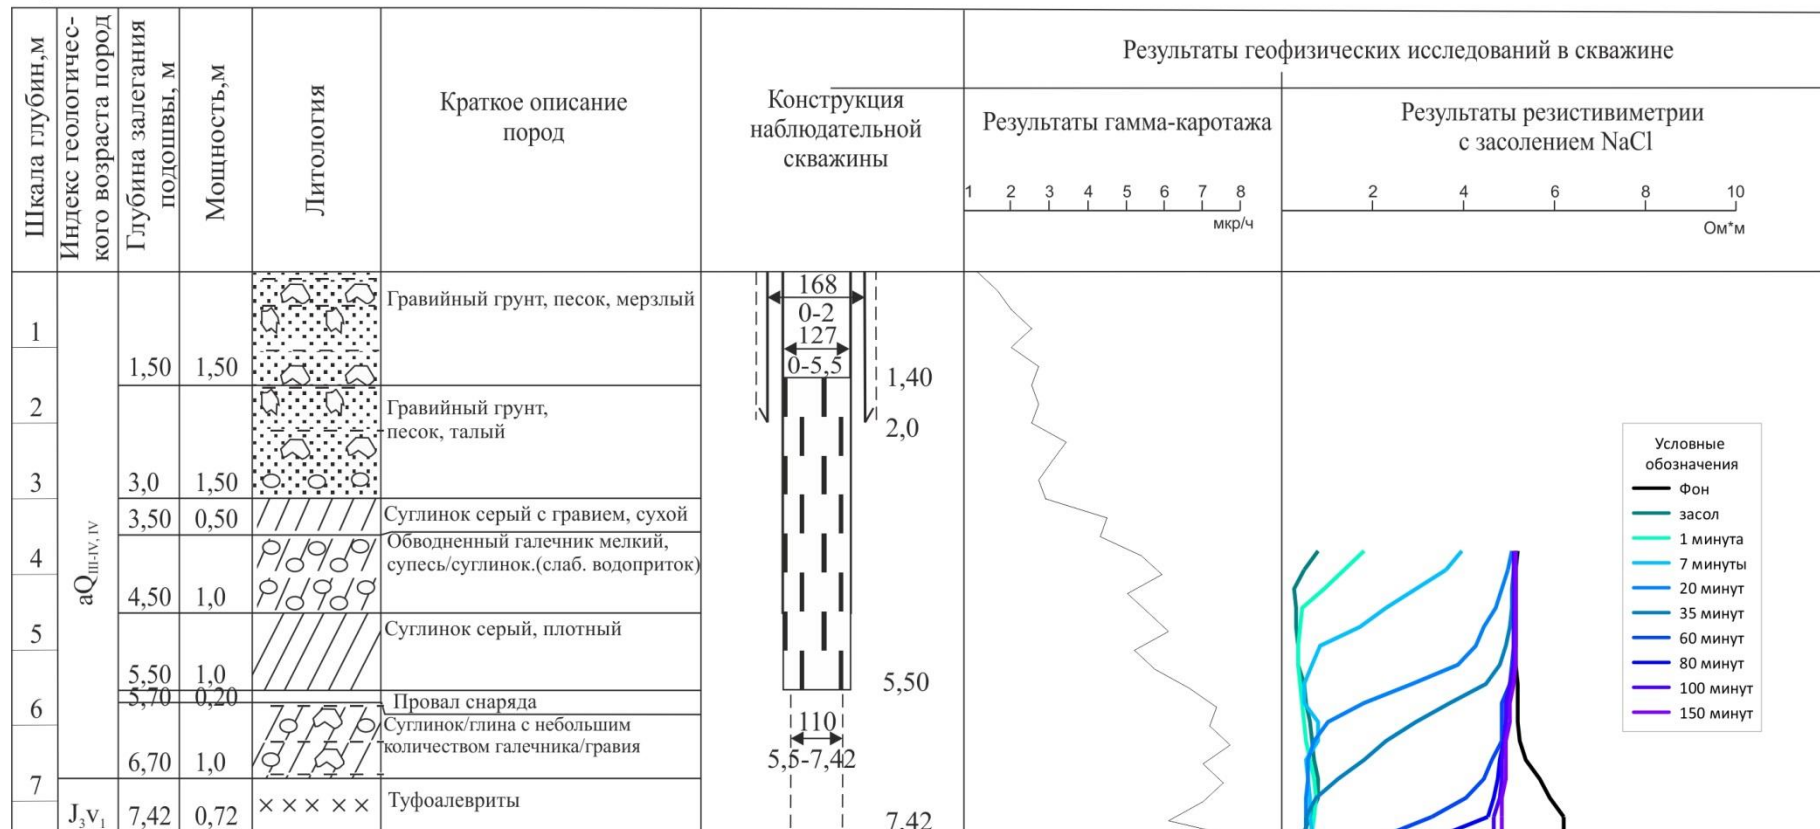 Шкала глубин,м
Индекс геологичес-
кого возраста пород
Глубина залегания
подошвы, м
Мощность,м
Литология
Краткое описание
пород
Конструкция
наблюдательной
скважины
Результаты геофизических исследований в скважине
Результаты гамма-каротажа
1 2 3 4 5 6 7 8
мкр/ч
Результаты резистивиметрии
с засолением NaCl
2 4 6 8 10
Ом*м
1
2
3
4
5
6
7
aQIII-IV, IV
J3v1
1,50 1,50
Гравийный грунт, песок, мерзлый
3,0 1,50
Гравийный грунт,
песок, талый
3,50 0,50
Суглинок серый с гравием, сухой
4,50 1,0
Обводненный галечник мелкий,
супесь/суглинок.(слаб. водоприток)
5,50 1,0
Суглинок серый, плотный
5,70 0,20
Провал снаряда
6,70 1,0
Суглинок/глина с небольшим
количеством галечника/гравия
7,42 0,72
Туфоалевриты
168
0-2
127
0-5,5
1,40
2,0
5,50
110
5,5-7,42
7,42
Условные
обозначения
Фон
засол
1 минута
7 минуты
20 минут
35 минут
60 минут
80 минут
100 минут
150 минут